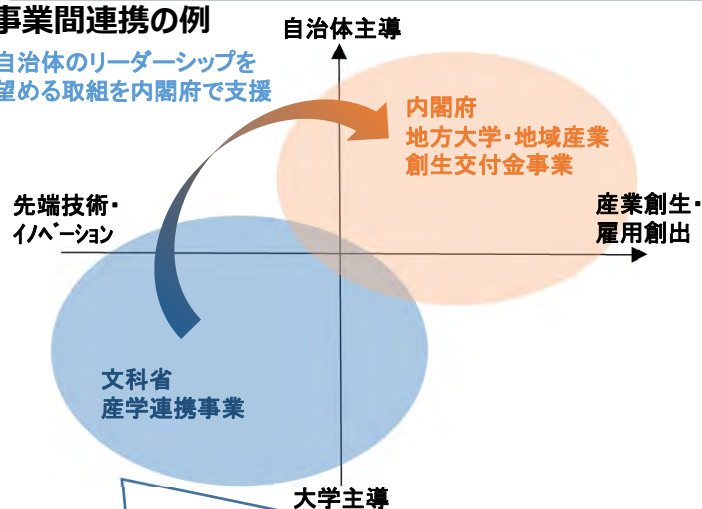 事業間連携の例
自治体のリーダーシップを
望める取組を内閣府で支援
自治体主導
内閣府
地方大学・地域産業
創生交付金事業
先端技術・
イノベーション
産業創生・
雇用創出
文科省
産学連携事業
大学主導